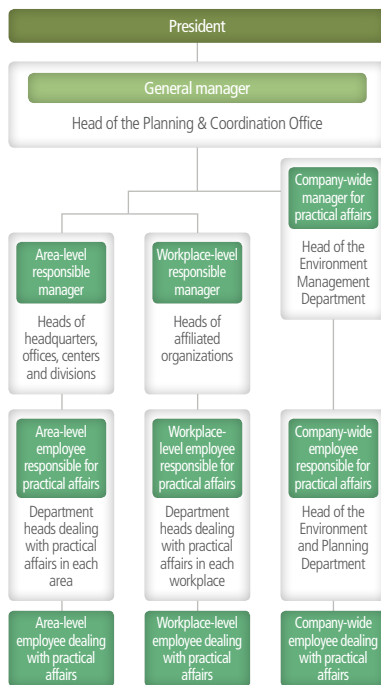 President
General manager
Head of the Planning & Coordination Office
Company-wide
manager for
practical affairs
Head of the
Environment
Management
Department
Area-level
responsible
manager
Heads of
headquarters,
offices, centers
and divisions
Workplace-level
responsible
manager
Heads of
affiliated
organizations
Area-level
employee
responsible for
practical affairs
Department
heads dealing
with practical
affairs in each
area
Workplace-
level employee
responsible for
practical affairs
Department
heads dealing
with practical
affairs in each
workplace
Company-wide
employee
responsible for
practical affairs
Head of the
Environment
and Planning
Department
Area-level
employee dealing
with practical
affairs
Workplace-level
employee dealing
with practical
affairs
Company-wide
employee dealing
with practical
affairs